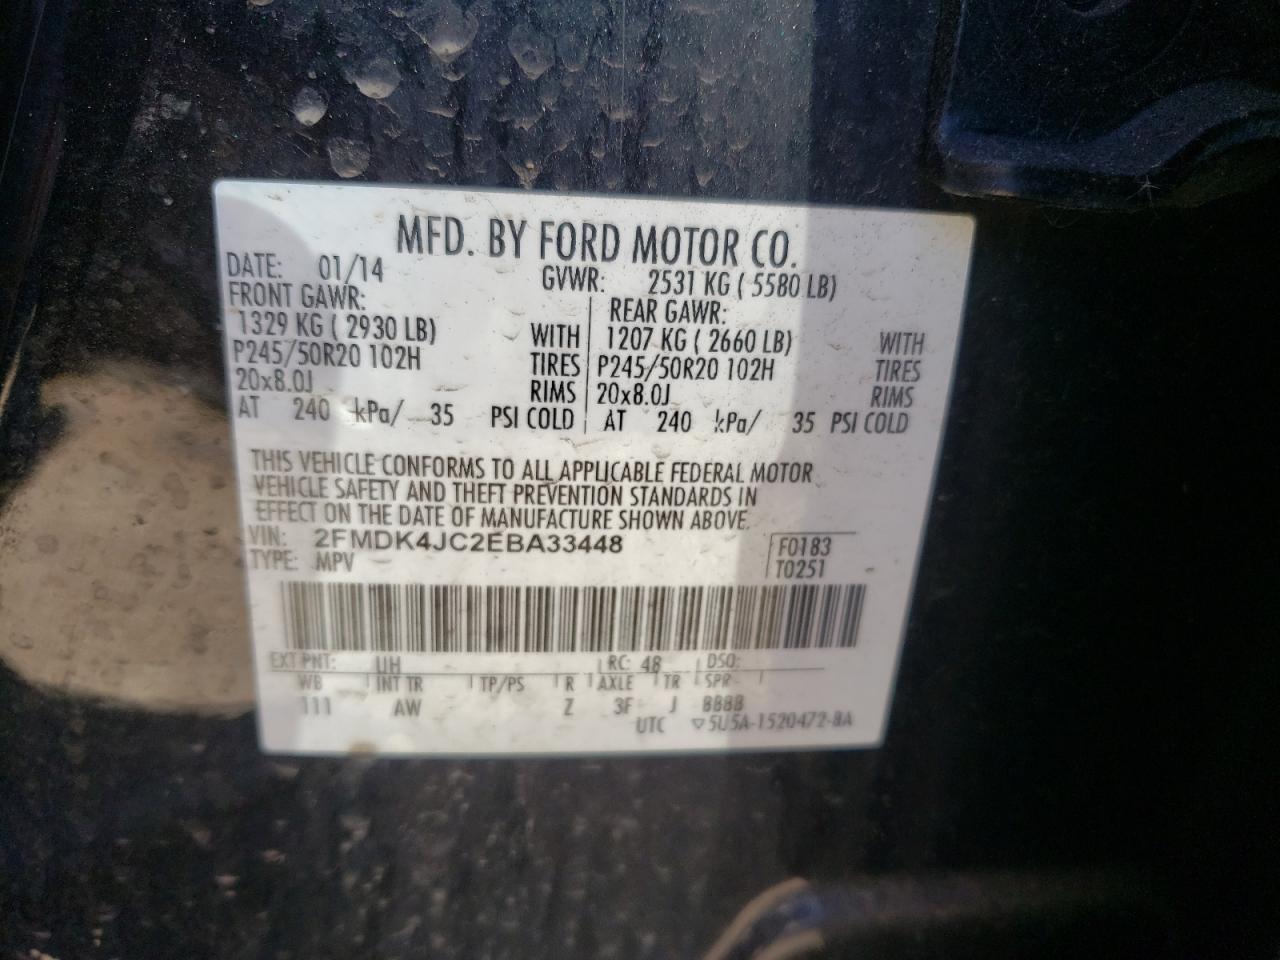 MFD. BY FORD MOTOR CO.
DATE: 01/14 GVWR: 2531 KG ( 5580 LB)
FRONT GAWR: REAR GAWR:
1329 KG ( 2930 LB) WITH 1207 KG ( 2660 LB) WITH
P245/50R20 102H TIRES P245/50R20 102H TIRES
20x8.0J RIMS 20x8.0J RIMS
AT 240 kPa/ 35 PSI COLD AT 240 kPa/ 35 PSI COLD
THIS VEHICLE CONFORMS TO ALL APPLICABLE FEDERAL MOTOR
VEHICLE SAFETY AND THEFT PREVENTION STANDARDS IN
EFFECT ON THE DATE OF MANUFACTURE SHOWN ABOVE.
VIN: 2FMDK4JC2EBA33448 F0183
TYPE: MPV T0251
EXT PNT: UH RC: 48 DSO:
WB INT TR TP/PS R AXLE TR SPR
111 AW Z 3F J 8888
UTC ▽5U5A-1520472-BA